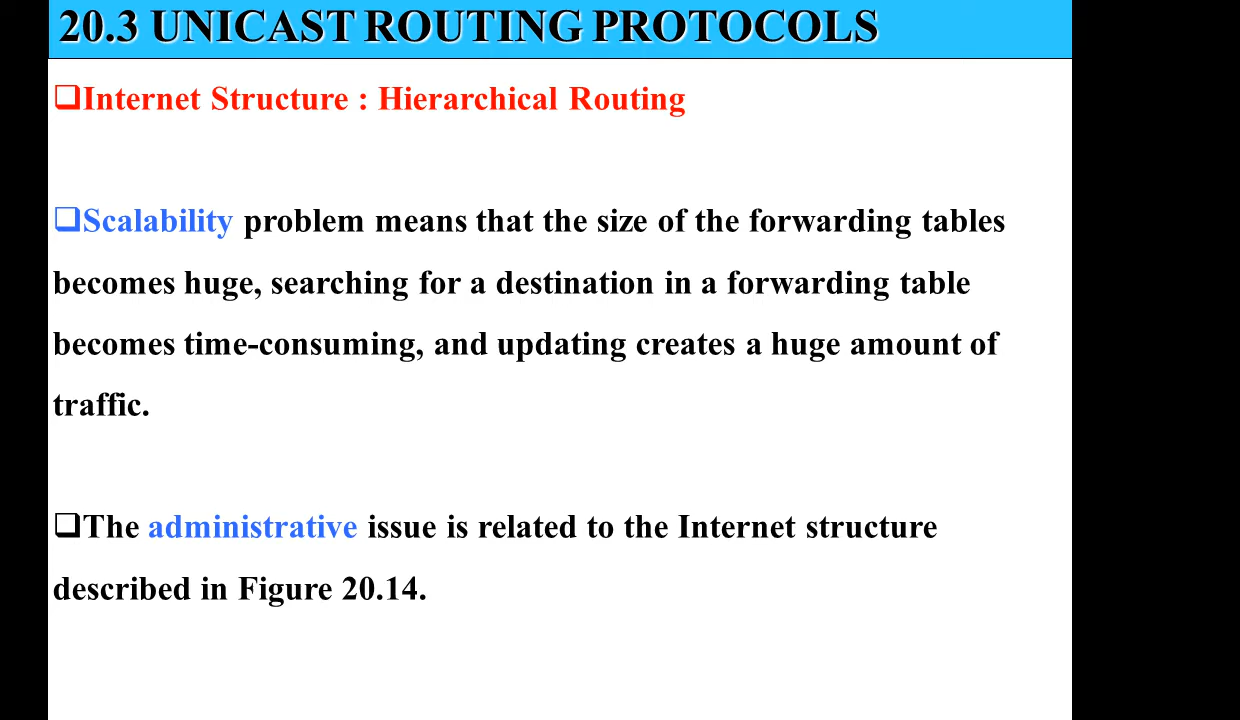 20.3 UNICAST ROUTING PROTOCOLS
❑Internet Structure : Hierarchical Routing
❑Scalability problem means that the size of the forwarding tables
becomes huge, searching for a destination in a forwarding table
becomes time-consuming, and updating creates a huge amount of
traffic.
❑The administrative issue is related to the Internet structure
described in Figure 20.14.